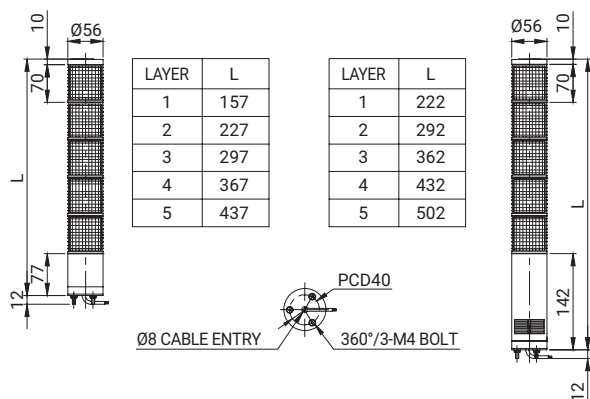 Ø56
10
70
L
77
12
LAYER L
1 157
2 227
3 297
4 367
5 437
LAYER L
1 222
2 292
3 362
4 432
5 502
Ø56
10
70
L
142
12
PCD40
Ø8 CABLE ENTRY
360°/3-M4 BOLT